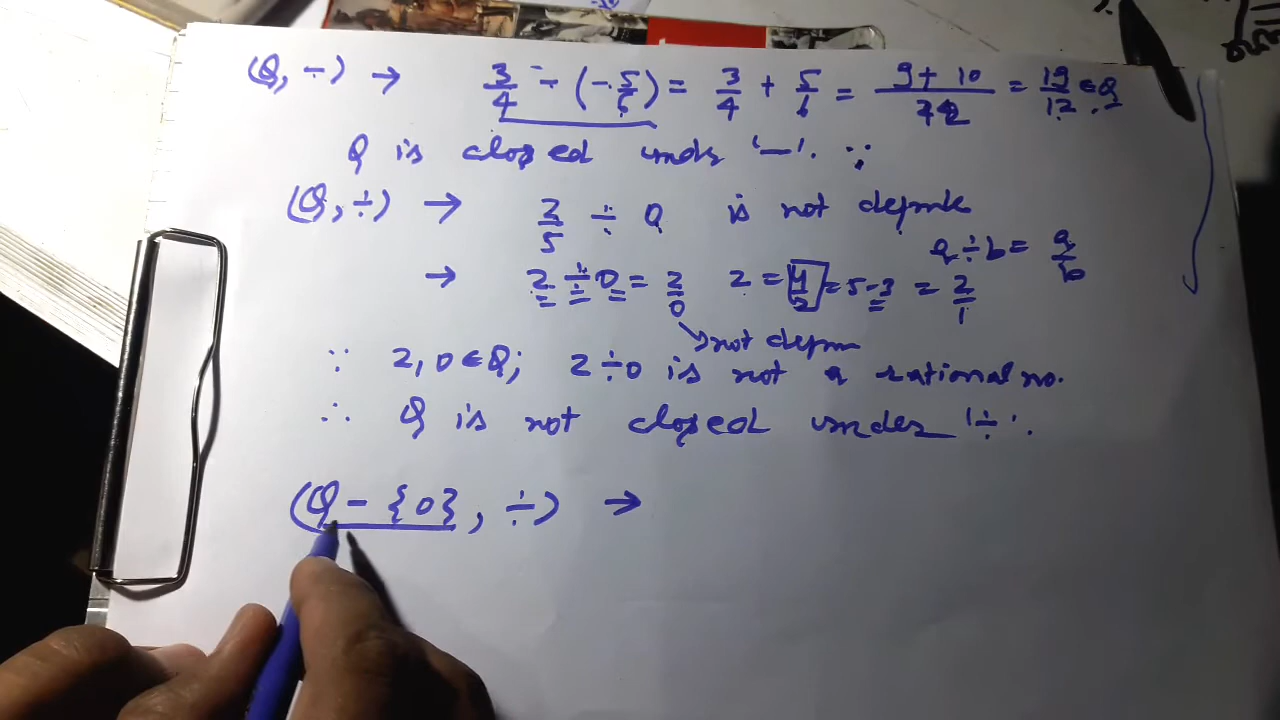 (Q, −) → 3/4 − (−5/6) = 3/4 + 5/6 = 9+10/12 = 19/12 ∈ Q
Q is closed under '−'. ∵
(Q, ÷) → 2/5 ÷ 0 is not define
a÷b = a/b
→ 2 ÷ 0 = 2/0 2 = 4/2 = 5-3 = 2/1
→ not defin
∵ 2, 0 ∈ Q; 2 ÷ 0 is not a rational no.
∴ Q is not closed under '÷'.
(Q − {0}, ÷) →